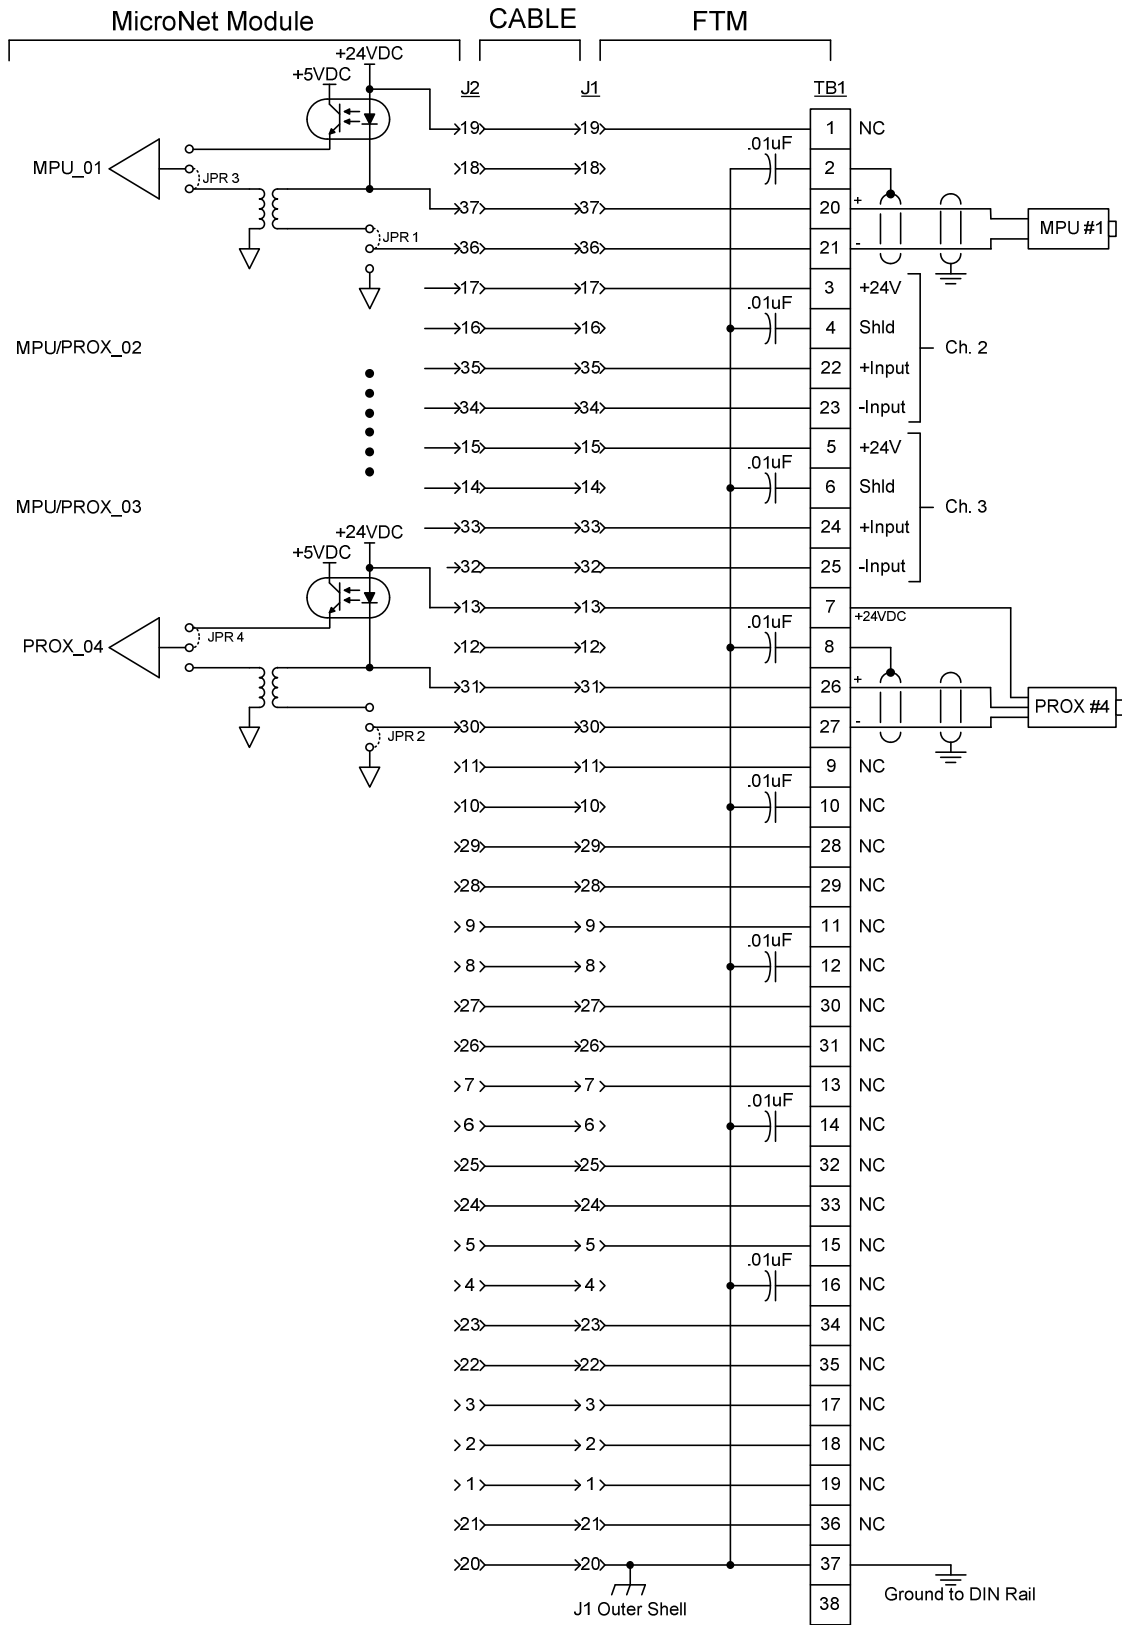 MicroNet Module CABLE FTM
+24VDC
+5VDC J2 J1 TB1
19 19 1 NC
.01uF
MPU_01 JPR 3 18 18 2
37 37 20 + MPU #1
JPR 1 36 36 21 -
17 17 3 +24V
.01uF
16 16 4 Shld
MPU/PROX_02 Ch. 2
35 35 22 +Input
34 34 23 -Input
15 15 5 +24V
.01uF
14 14 6 Shld
MPU/PROX_03 Ch. 3
33 33 24 +Input
+24VDC
+5VDC 32 32 25 -Input
13 13 7 +24VDC
.01uF
PROX_04 JPR 4 12 12 8
31 31 26 + PROX #4
JPR 2 30 30 27 -
11 11 9 NC
.01uF
10 10 10 NC
29 29 28 NC
28 28 29 NC
9 9 11 NC
.01uF
8 8 12 NC
27 27 30 NC
26 26 31 NC
7 7 13 NC
.01uF
6 6 14 NC
25 25 32 NC
24 24 33 NC
5 5 15 NC
.01uF
4 4 16 NC
23 23 34 NC
22 22 35 NC
3 3 17 NC
2 2 18 NC
1 1 19 NC
21 21 36 NC
20 20 37
J1 Outer Shell 38 Ground to DIN Rail